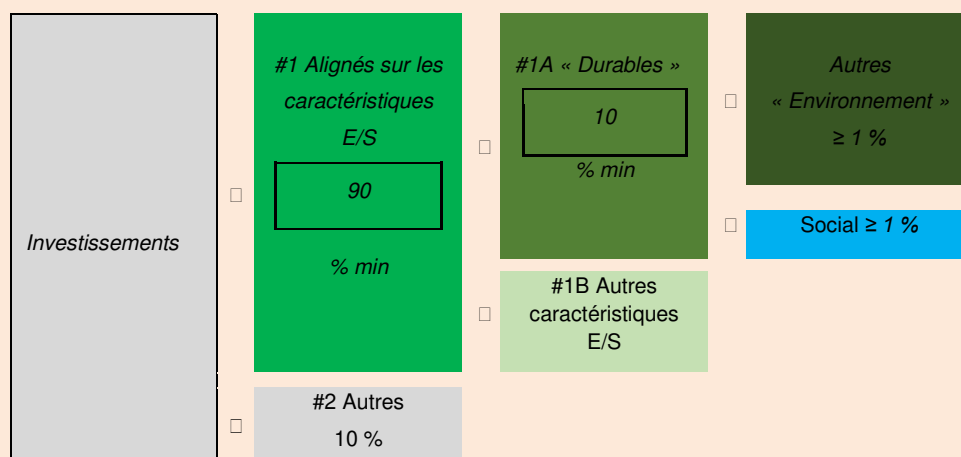 Investissements
#1 Alignés sur les
caractéristiques
E/S
90
% min
#2 Autres
10 %
#1A « Durables »
10
% min
#1B Autres
caractéristiques
E/S
Autres
« Environnement »
≥ 1 %
Social ≥ 1 %